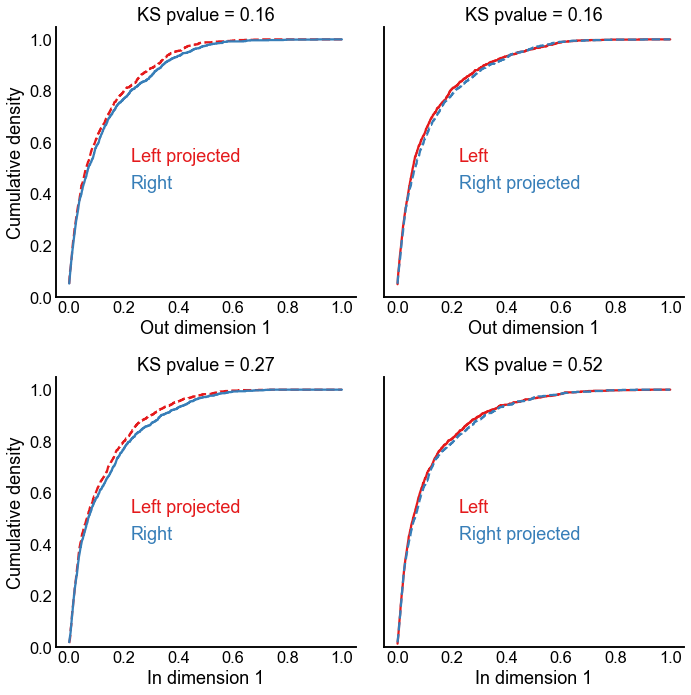 KS pvalue = 0.16
1.0
0.8
0.6
0.4
0.2
0.0
Cumulative density
Left projected
Right
0.0 0.2 0.4 0.6 0.8 1.0
Out dimension 1
KS pvalue = 0.16
Left
Right projected
0.0 0.2 0.4 0.6 0.8 1.0
Out dimension 1
KS pvalue = 0.27
1.0
0.8
0.6
0.4
0.2
0.0
Cumulative density
Left projected
Right
0.0 0.2 0.4 0.6 0.8 1.0
In dimension 1
KS pvalue = 0.52
Left
Right projected
0.0 0.2 0.4 0.6 0.8 1.0
In dimension 1